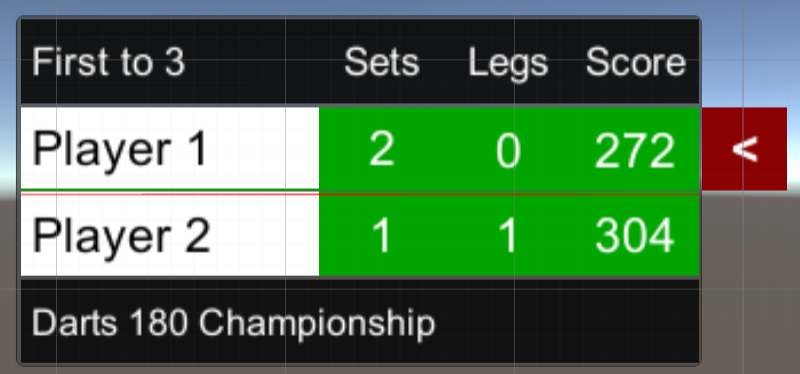 First to 3 Sets Legs Score
Player 1 2 0 272 <
Player 2 1 1 304
Darts 180 Championship